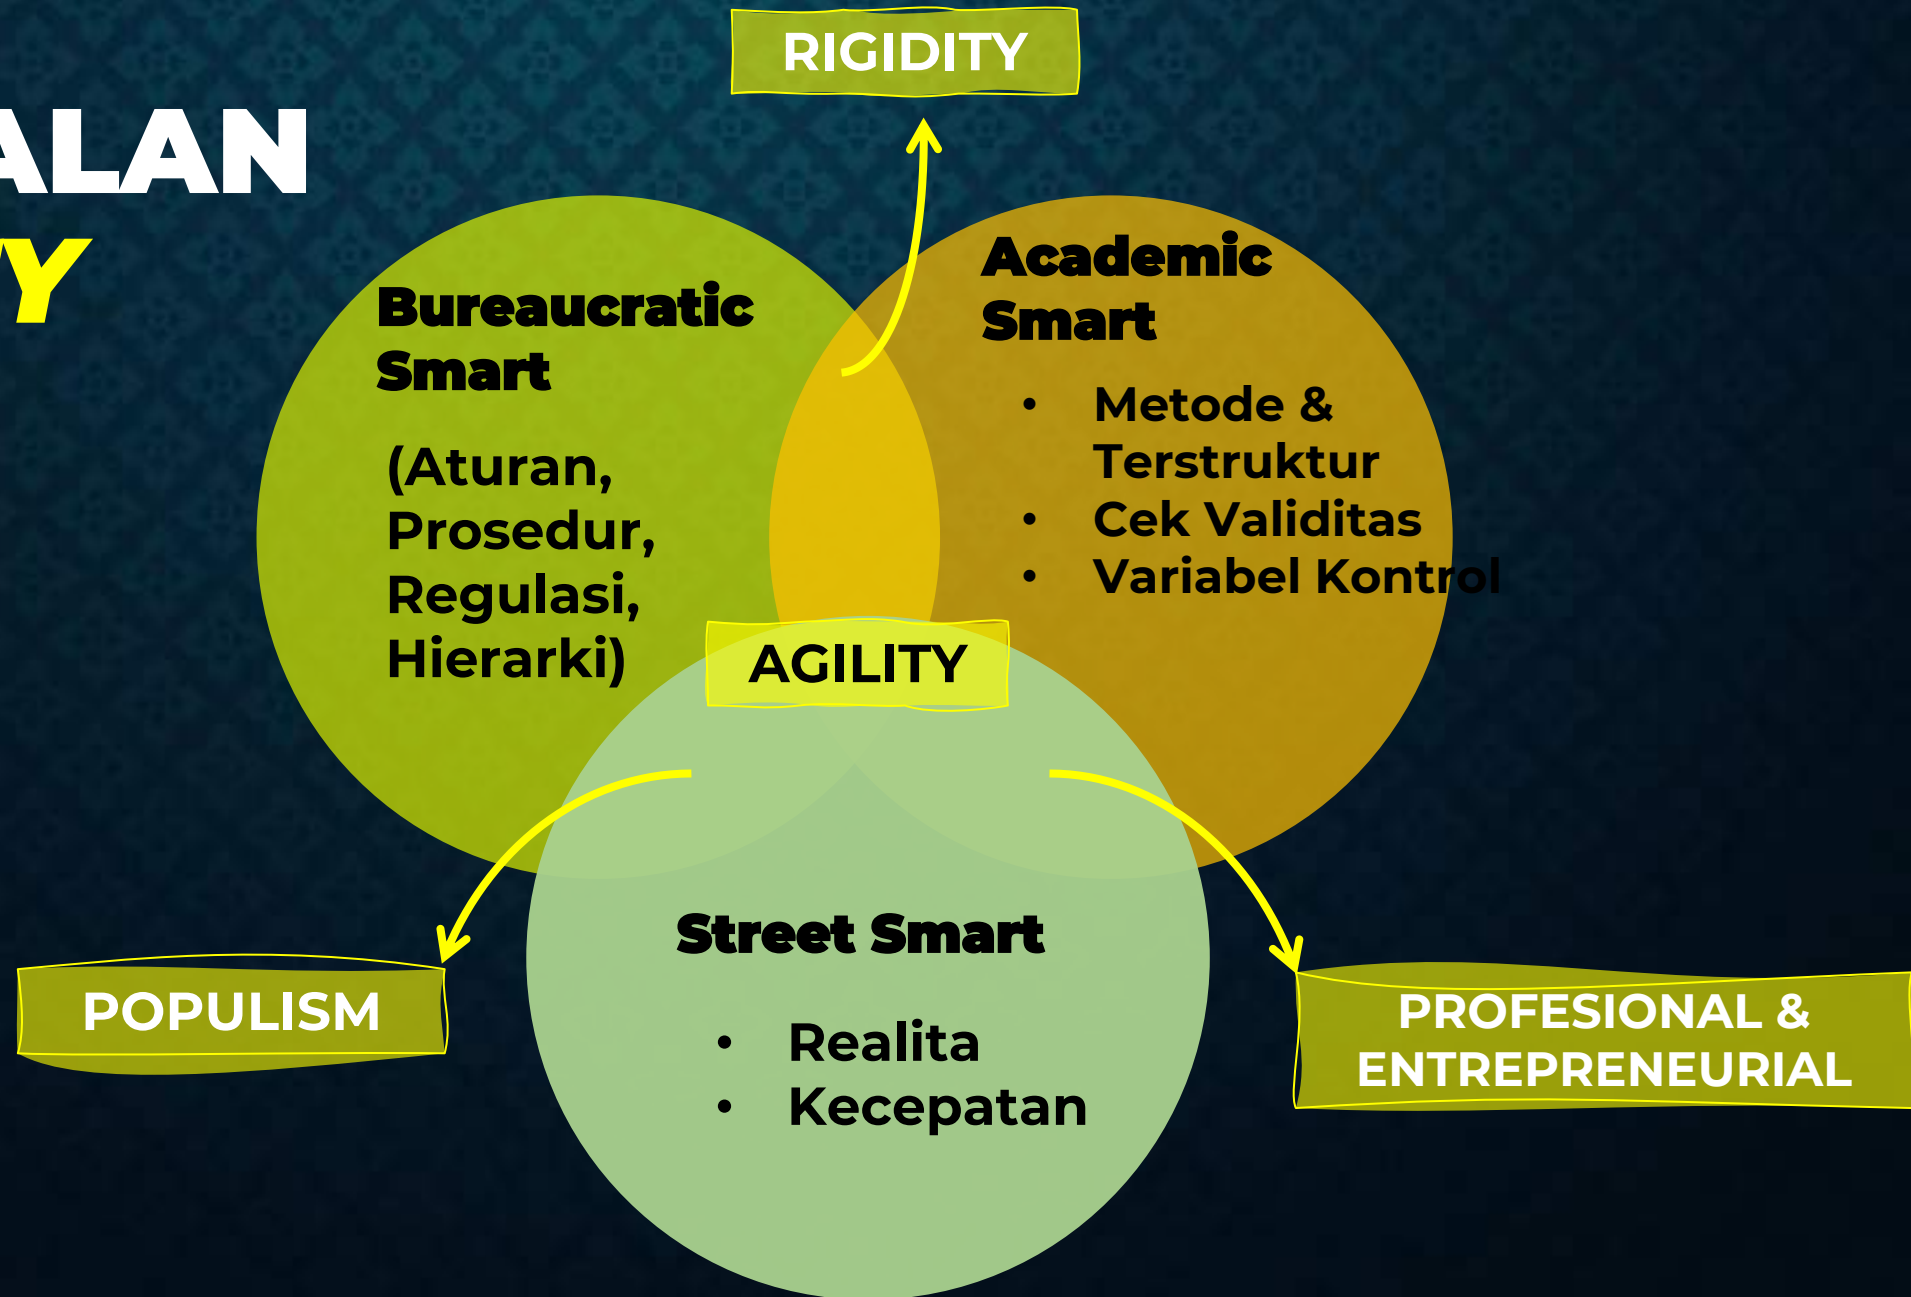 RIGIDITY
ALAN
Y
Bureaucratic
Smart
(Aturan,
Prosedur,
Regulasi,
Hierarki)
Academic
Smart
• Metode &
Terstruktur
• Cek Validitas
• Variabel Kontrol
AGILITY
Street Smart
• Realita
• Kecepatan
POPULISM
PROFESIONAL &
ENTREPRENEURIAL